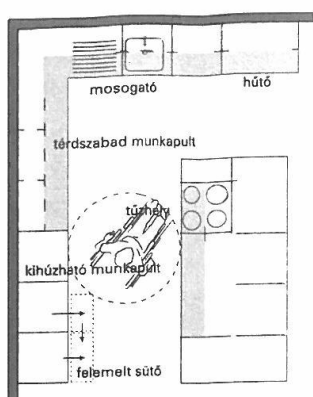 mosogató
hűtő
térdszabad munkapult
tűzhely
kihúzható munkapult
felemelt sütő